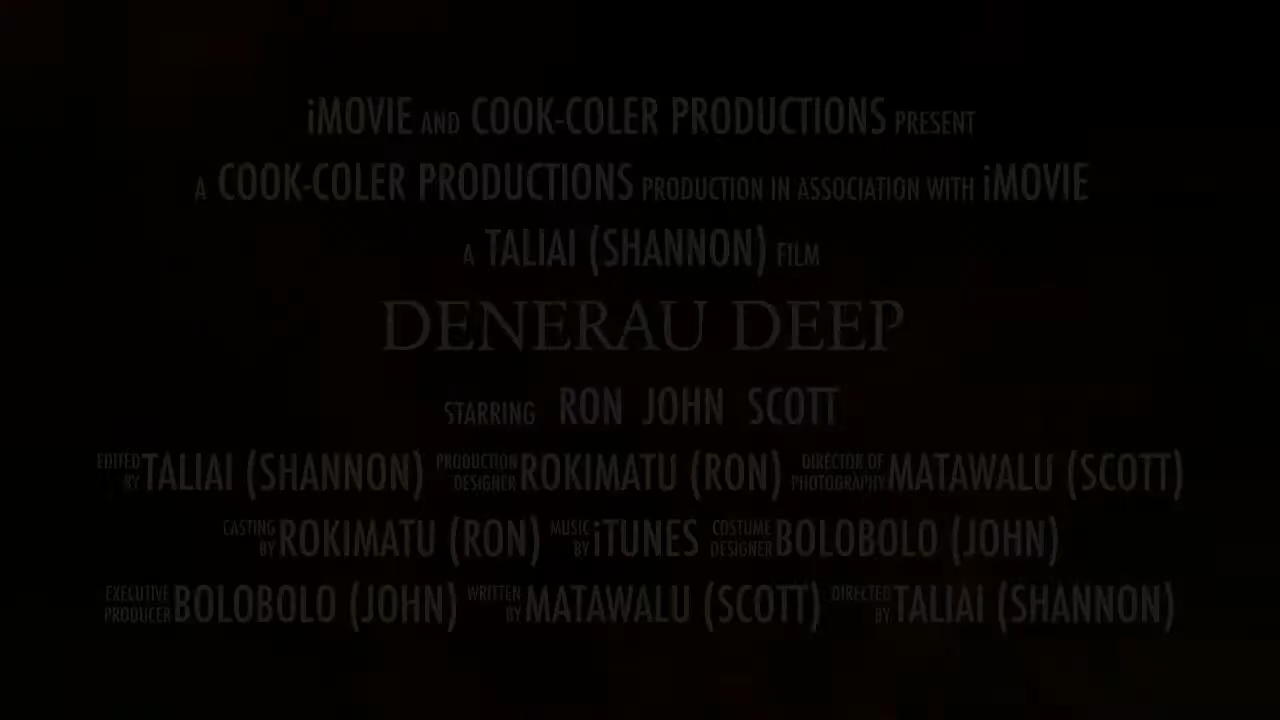 iMOVIE AND COOK-COLER PRODUCTIONS PRESENT
A COOK-COLER PRODUCTIONS PRODUCTION IN ASSOCIATION WITH iMOVIE
A TALIAI (SHANNON) FILM
DENERAU DEEP
STARRING RON JOHN SCOTT
EDITED BY TALIAI (SHANNON) PRODUCTION DESIGNER ROKIMATU (RON) DIRECTOR OF PHOTOGRAPHY MATAWALU (SCOTT)
CASTING BY ROKIMATU (RON) MUSIC BY iTUNES COSTUME DESIGNER BOLOBOLO (JOHN)
EXECUTIVE PRODUCER BOLOBOLO (JOHN) WRITTEN BY MATAWALU (SCOTT) DIRECTED BY TALIAI (SHANNON)